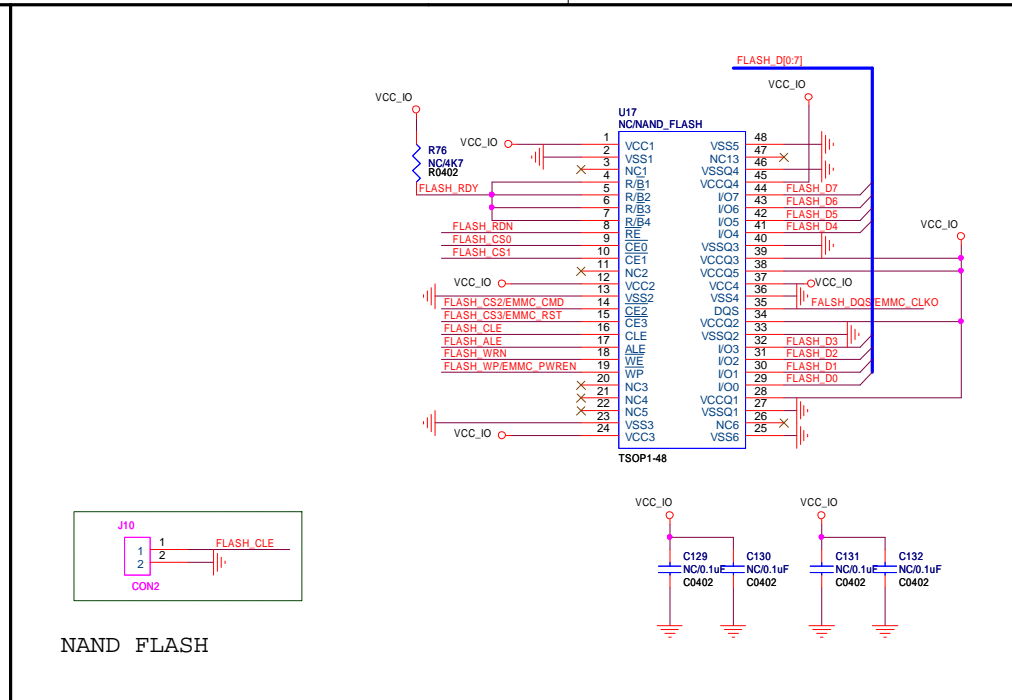 FLASH_D[0:7]
VCC_IO
VCC_IO
U17
NC/NAND_FLASH
VCC_IO
R76
NC/4K7
R0402
FLASH_RDY
1 VCC1
2 VSS1
3 NC1
4 R/B1
5 R/B2
6 R/B3
7 R/B4
FLASH_RDN 8 RE
FLASH_CS0 9 CE0
FLASH_CS1 10 CE1
11 NC2
VCC_IO 12 VCC2
13 VSS2
FLASH_CS2/EMMC_CMD 14 CE2
FLASH_CS3/EMMC_RST 15 CE3
FLASH_CLE 16 CLE
FLASH_ALE 17 ALE
FLASH_WRN 18 WE
FLASH_WP/EMMC_PWREN 19 WP
20 NC3
21 NC4
22 NC5
23 VSS3
VCC_IO 24 VCC3
VSS5 48
NC13 47
VSSQ4 46
VCCQ4 45
I/O7 44 FLASH_D7
I/O6 43 FLASH_D6
I/O5 42 FLASH_D5
I/O4 41 FLASH_D4
VSSQ3 40
VCC_IO
VCCQ3 39
VCCQ5 38
VCC4 37 VCC_IO
VSS4 36
DQS 35 FALSH_DQS/EMMC_CLKO
VCCQ2 34
VSSQ2 33
I/O3 32 FLASH_D3
I/O2 31 FLASH_D2
I/O1 30 FLASH_D1
I/O0 29 FLASH_D0
VCCQ1 28
VSSQ1 27
NC6 26
VSS6 25
TSOP1-48
J10
1 1 FLASH_CLE
2 2
CON2
VCC_IO
C129
NC/0.1uF
C0402
C130
NC/0.1uF
C0402
VCC_IO
C131
NC/0.1uF
C0402
C132
NC/0.1uF
C0402
NAND FLASH